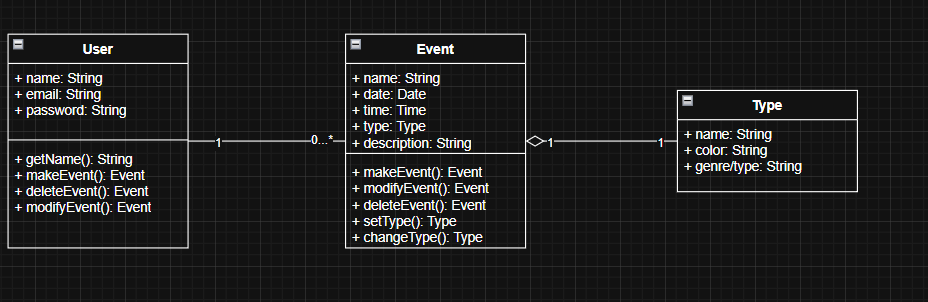 User
+ name: String
+ email: String
+ password: String
+ getName(): String
+ makeEvent(): Event
+ deleteEvent(): Event
+ modifyEvent(): Event
1
0...*
Event
+ name: String
+ date: Date
+ time: Time
+ type: Type
+ description: String
+ makeEvent(): Event
+ modifyEvent(): Event
+ deleteEvent(): Event
+ setType(): Type
+ changeType(): Type
1
1
Type
+ name: String
+ color: String
+ genre/type: String